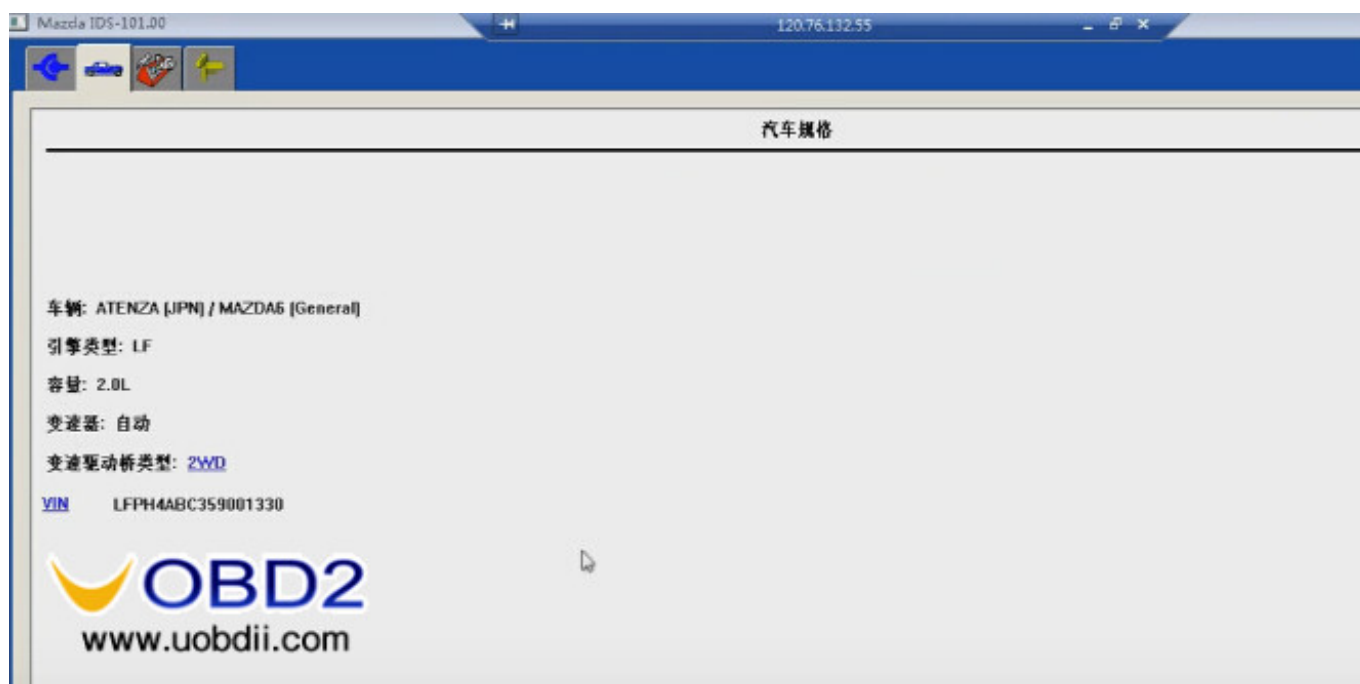 Mazda IDS-101.00
120.76.132.55
汽车规格
车辆: ATENZA (JPN) / MAZDA6 (General)
引擎类型: LF
容量: 2.0L
变速器: 自动
变速驱动桥类型: 2WD
VIN LFPH4ABC359001330
OBD2
www.uobdii.com